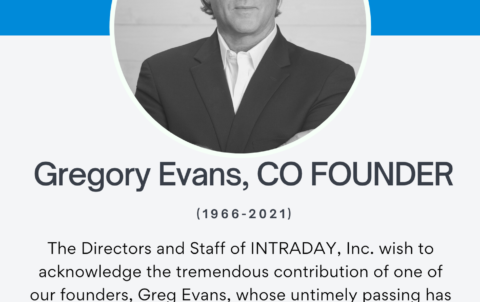 Gregory Evans, CO FOUNDER
(1966-2021)
The Directors and Staff of INTRADAY, Inc. wish to
acknowledge the tremendous contribution of one of
our founders, Greg Evans, whose untimely passing has